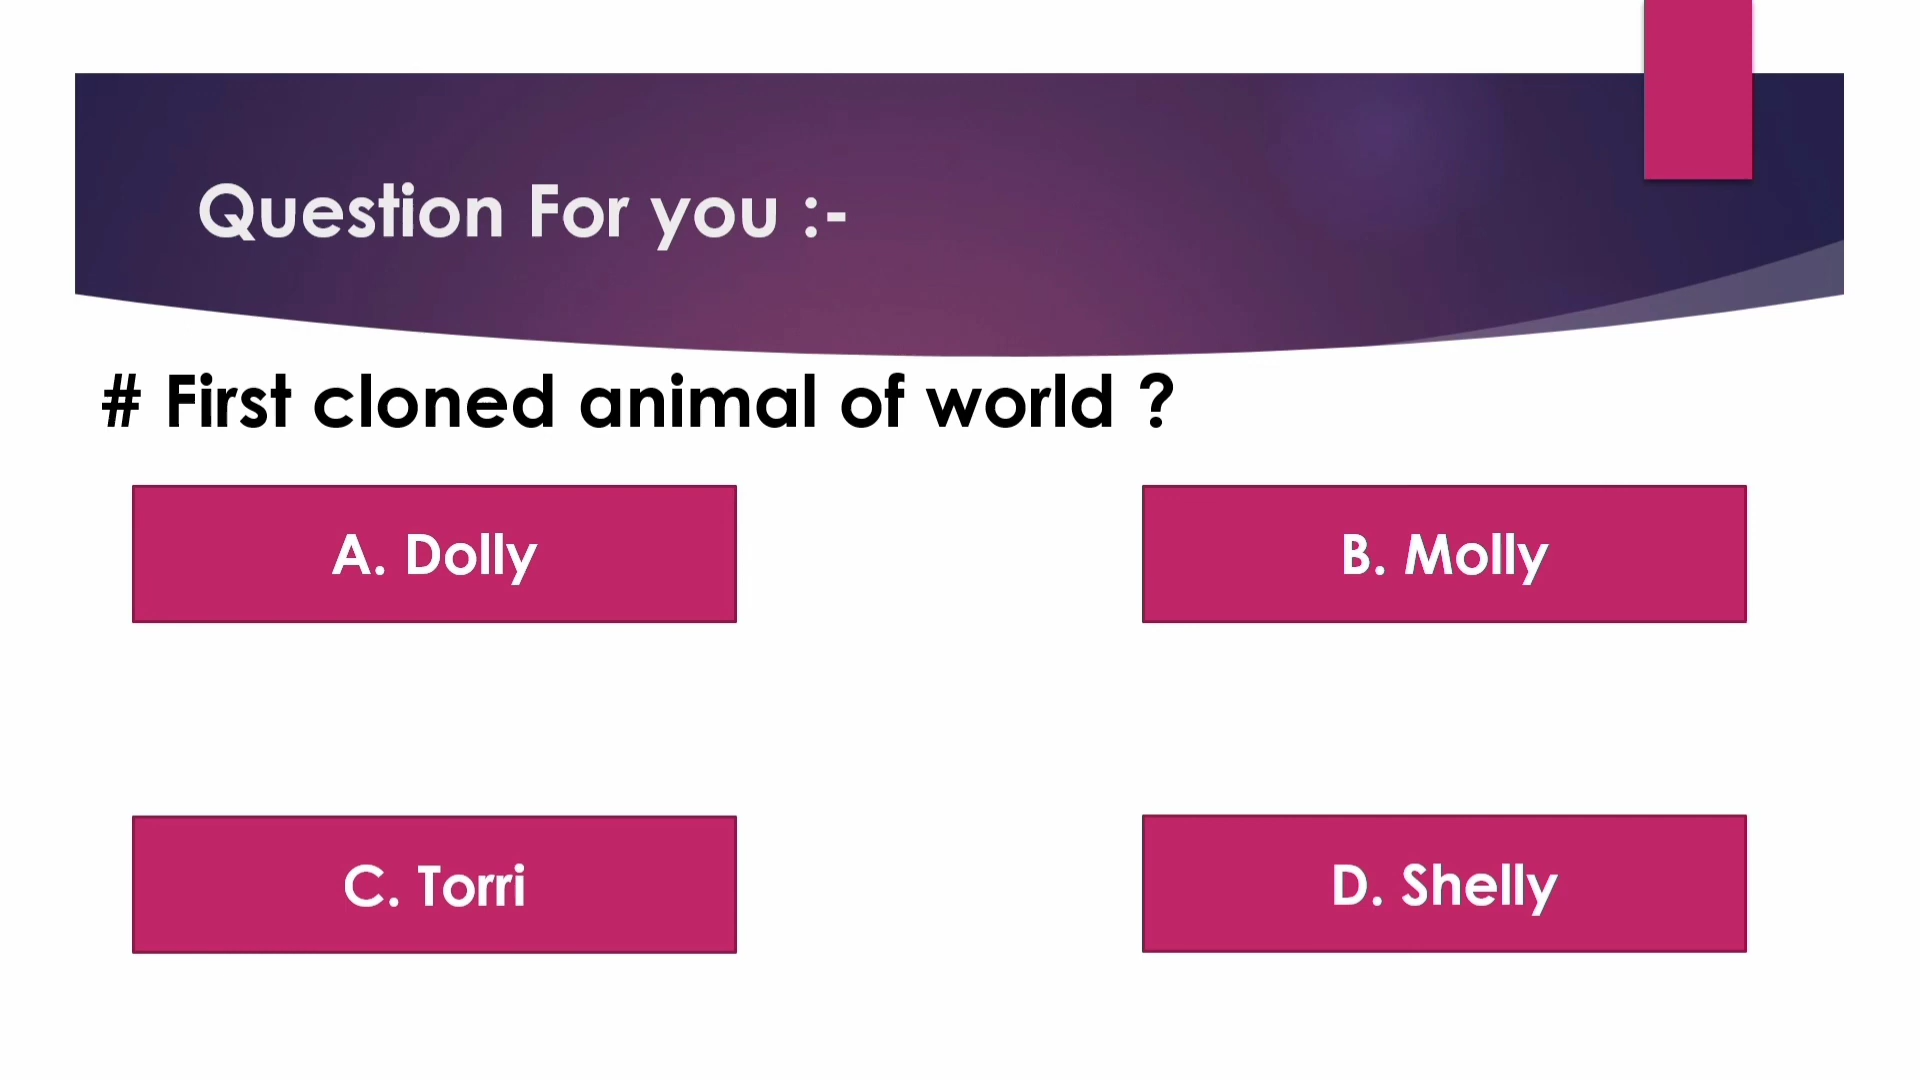 Question For you :-
# First cloned animal of world ?
A. Dolly
B. Molly
C. Torri
D. Shelly